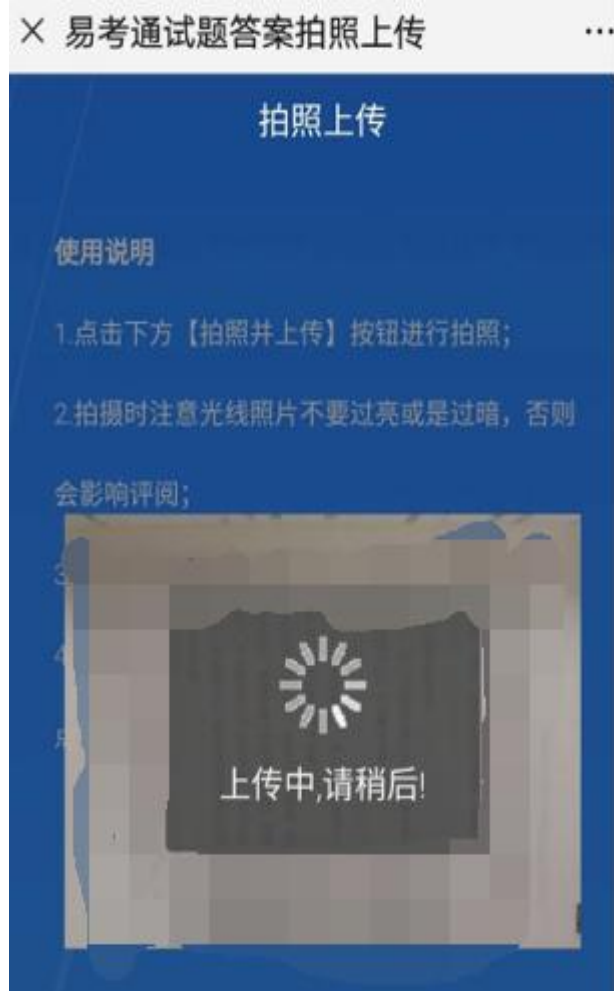 易考通试题答案拍照上传
拍照上传
使用说明
1.点击下方【拍照并上传】按钮进行拍照；
2.拍摄时注意光线照片不要过亮或是过暗，否则
会影响评阅；
3
4
上传中,请稍后!